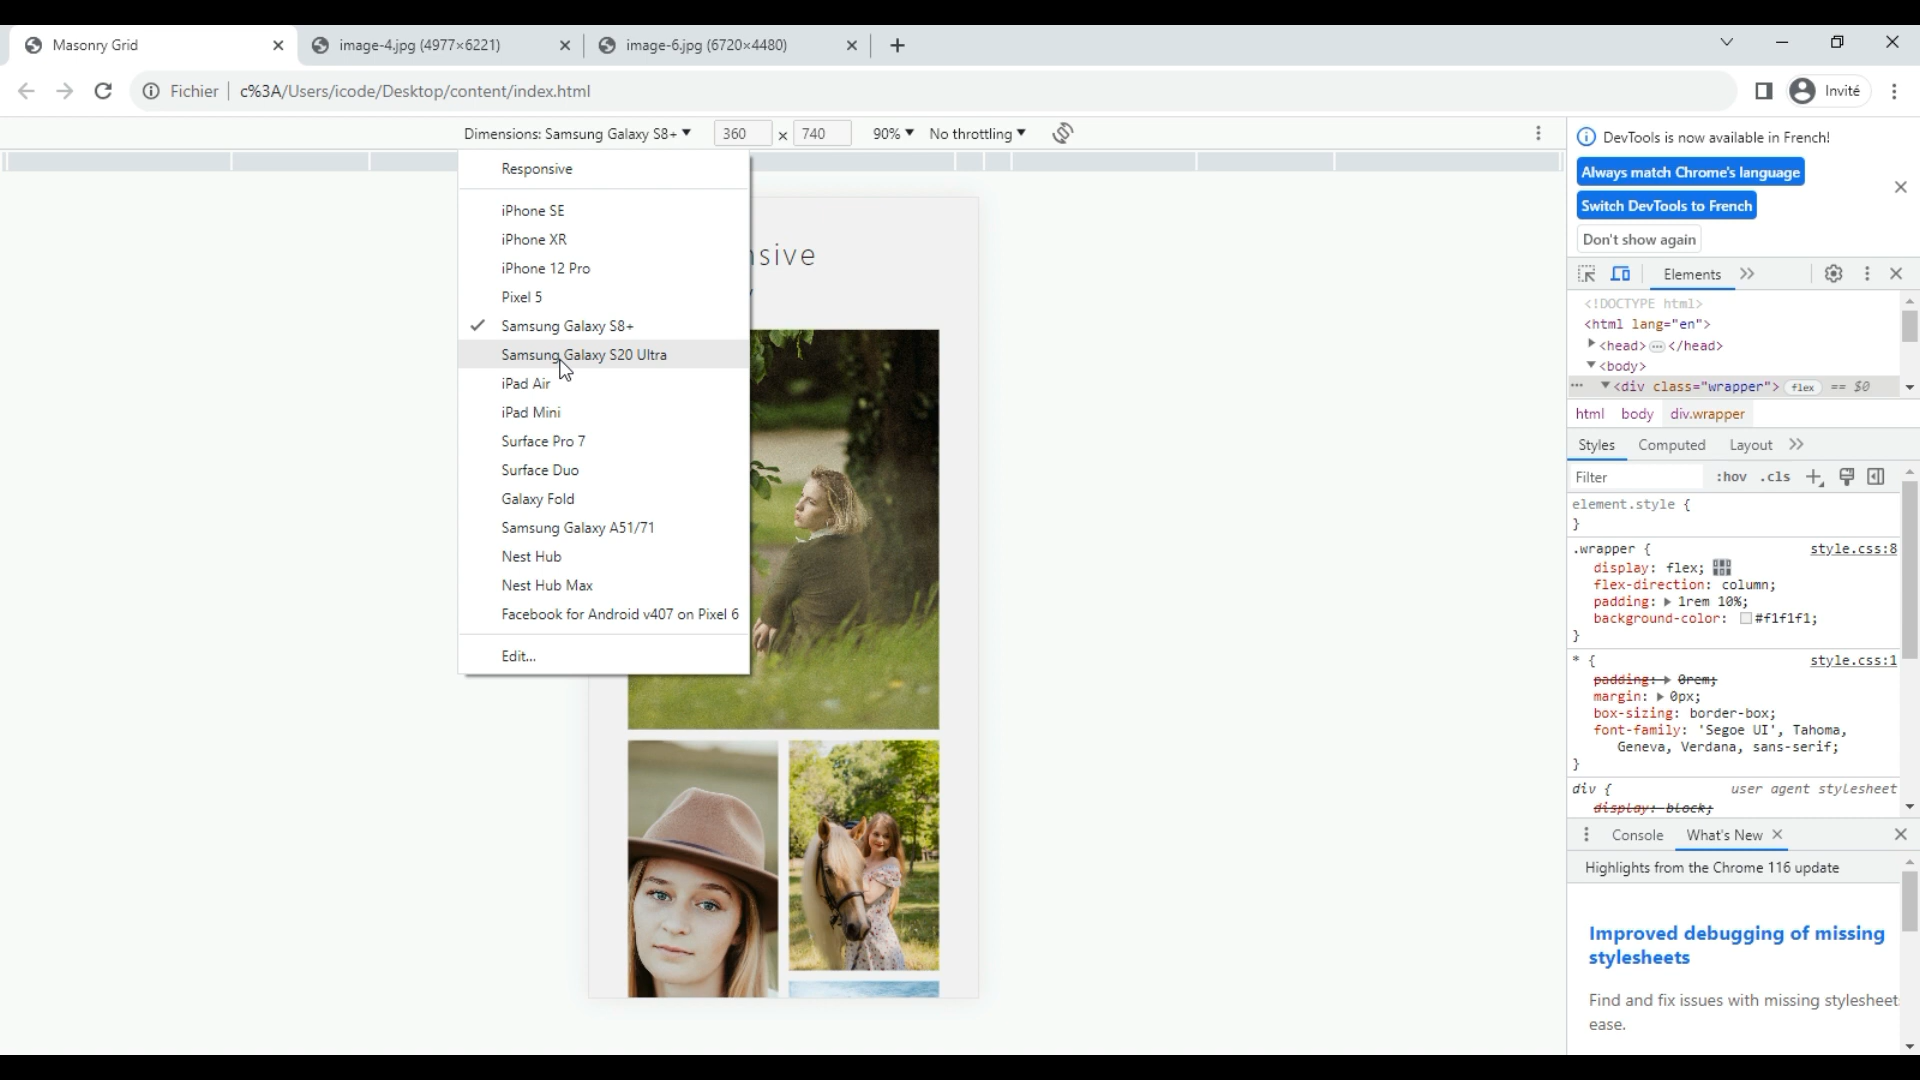 Masonry Grid
image-4.jpg (4977×6221)
image-6.jpg (6720×4480)
Fichier
c%3A/Users/icode/Desktop/content/index.html
Invité
Dimensions: Samsung Galaxy S8+
360 x 740
90%
No throttling
Responsive
iPhone SE
iPhone XR
iPhone 12 Pro
Pixel 5
Samsung Galaxy S8+
Samsung Galaxy S20 Ultra
iPad Air
iPad Mini
Surface Pro 7
Surface Duo
Galaxy Fold
Samsung Galaxy A51/71
Nest Hub
Nest Hub Max
Facebook for Android v407 on Pixel 6
Edit...
nsive
DevTools is now available in French!
Always match Chrome's language
Switch DevTools to French
Don't show again
Elements
<!DOCTYPE html>
<html lang="en">
<head> … </head>
<body>
… <div class="wrapper"> flex == $0
html body div.wrapper
Styles Computed Layout
Filter :hov .cls
element.style {
}
.wrapper { style.css:8
display: flex;
flex-direction: column;
padding: 1rem 10%;
background-color: #f1f1f1;
}
* { style.css:1
padding: 0rem;
margin: 0px;
box-sizing: border-box;
font-family: 'Segoe UI', Tahoma,
Geneva, Verdana, sans-serif;
}
div { user agent stylesheet
display: block;
Console What's New
Highlights from the Chrome 116 update
Improved debugging of missing
stylesheets
Find and fix issues with missing stylesheet
ease.